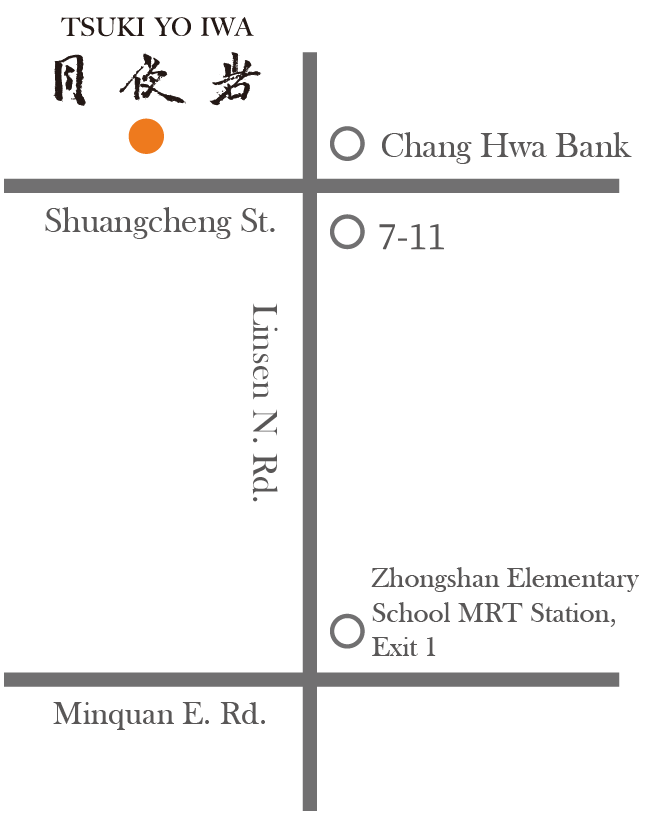 TSUKI YO IWA
月夜岩
Chang Hwa Bank
Shuangcheng St.
7-11
Linsen N. Rd.
Zhongshan Elementary
School MRT Station,
Exit 1
Minquan E. Rd.